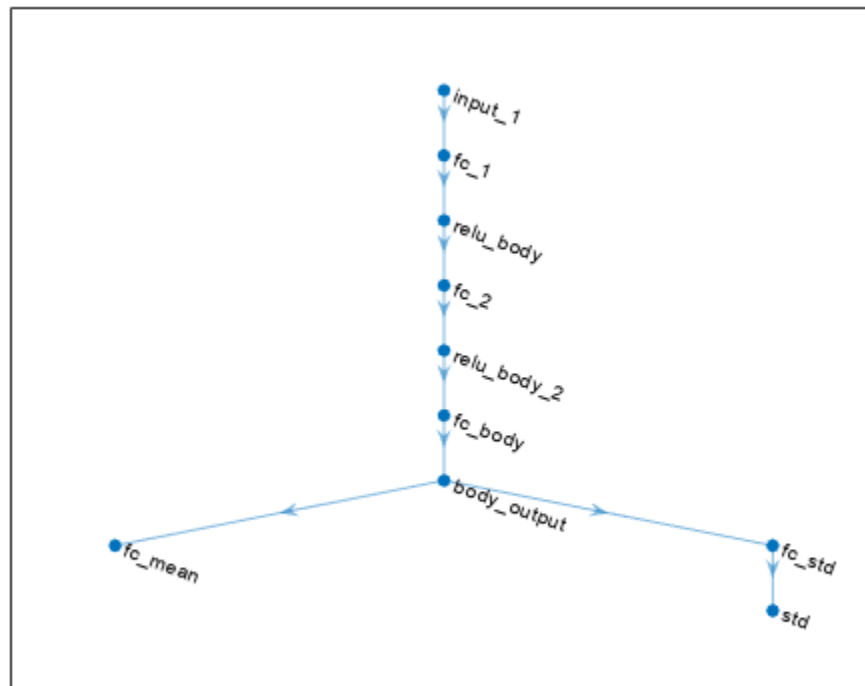 input_1
fc_1
relu_body
fc_2
relu_body_2
fc_body
body_output
fc_mean
fc_std
std